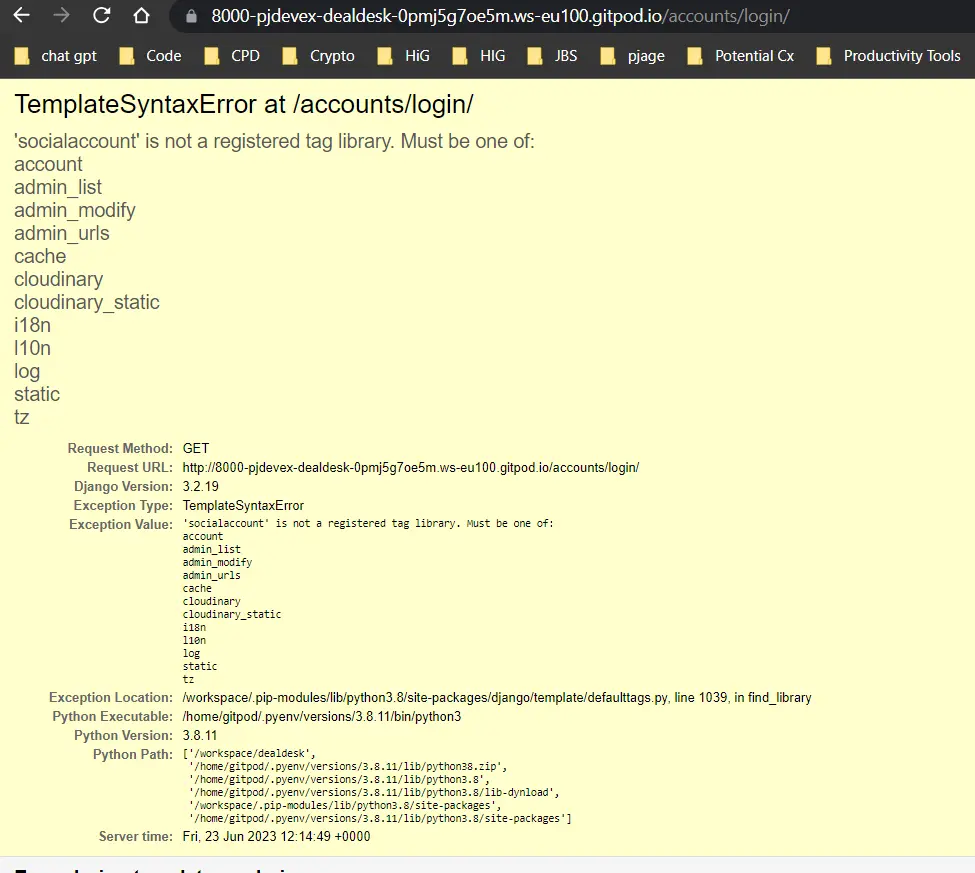 8000-pjdevex-dealdesk-0pmj5g7oe5m.ws-eu100.gitpod.io/accounts/login/
chat gpt Code CPD Crypto HiG HIG JBS pjage Potential Cx Productivity Tools
TemplateSyntaxError at /accounts/login/
'socialaccount' is not a registered tag library. Must be one of:
account
admin_list
admin_modify
admin_urls
cache
cloudinary
cloudinary_static
i18n
l10n
log
static
tz
Request Method: GET
Request URL: http://8000-pjdevex-dealdesk-0pmj5g7oe5m.ws-eu100.gitpod.io/accounts/login/
Django Version: 3.2.19
Exception Type: TemplateSyntaxError
Exception Value: 'socialaccount' is not a registered tag library. Must be one of:
account
admin_list
admin_modify
admin_urls
cache
cloudinary
cloudinary_static
i18n
l10n
log
static
tz
Exception Location: /workspace/.pip-modules/lib/python3.8/site-packages/django/template/defaulttags.py, line 1039, in find_library
Python Executable: /home/gitpod/.pyenv/versions/3.8.11/bin/python3
Python Version: 3.8.11
Python Path: ['/workspace/dealdesk',
'/home/gitpod/.pyenv/versions/3.8.11/lib/python38.zip',
'/home/gitpod/.pyenv/versions/3.8.11/lib/python3.8',
'/home/gitpod/.pyenv/versions/3.8.11/lib/python3.8/lib-dynload',
'/workspace/.pip-modules/lib/python3.8/site-packages',
'/home/gitpod/.pyenv/versions/3.8.11/lib/python3.8/site-packages']
Server time: Fri, 23 Jun 2023 12:14:49 +0000